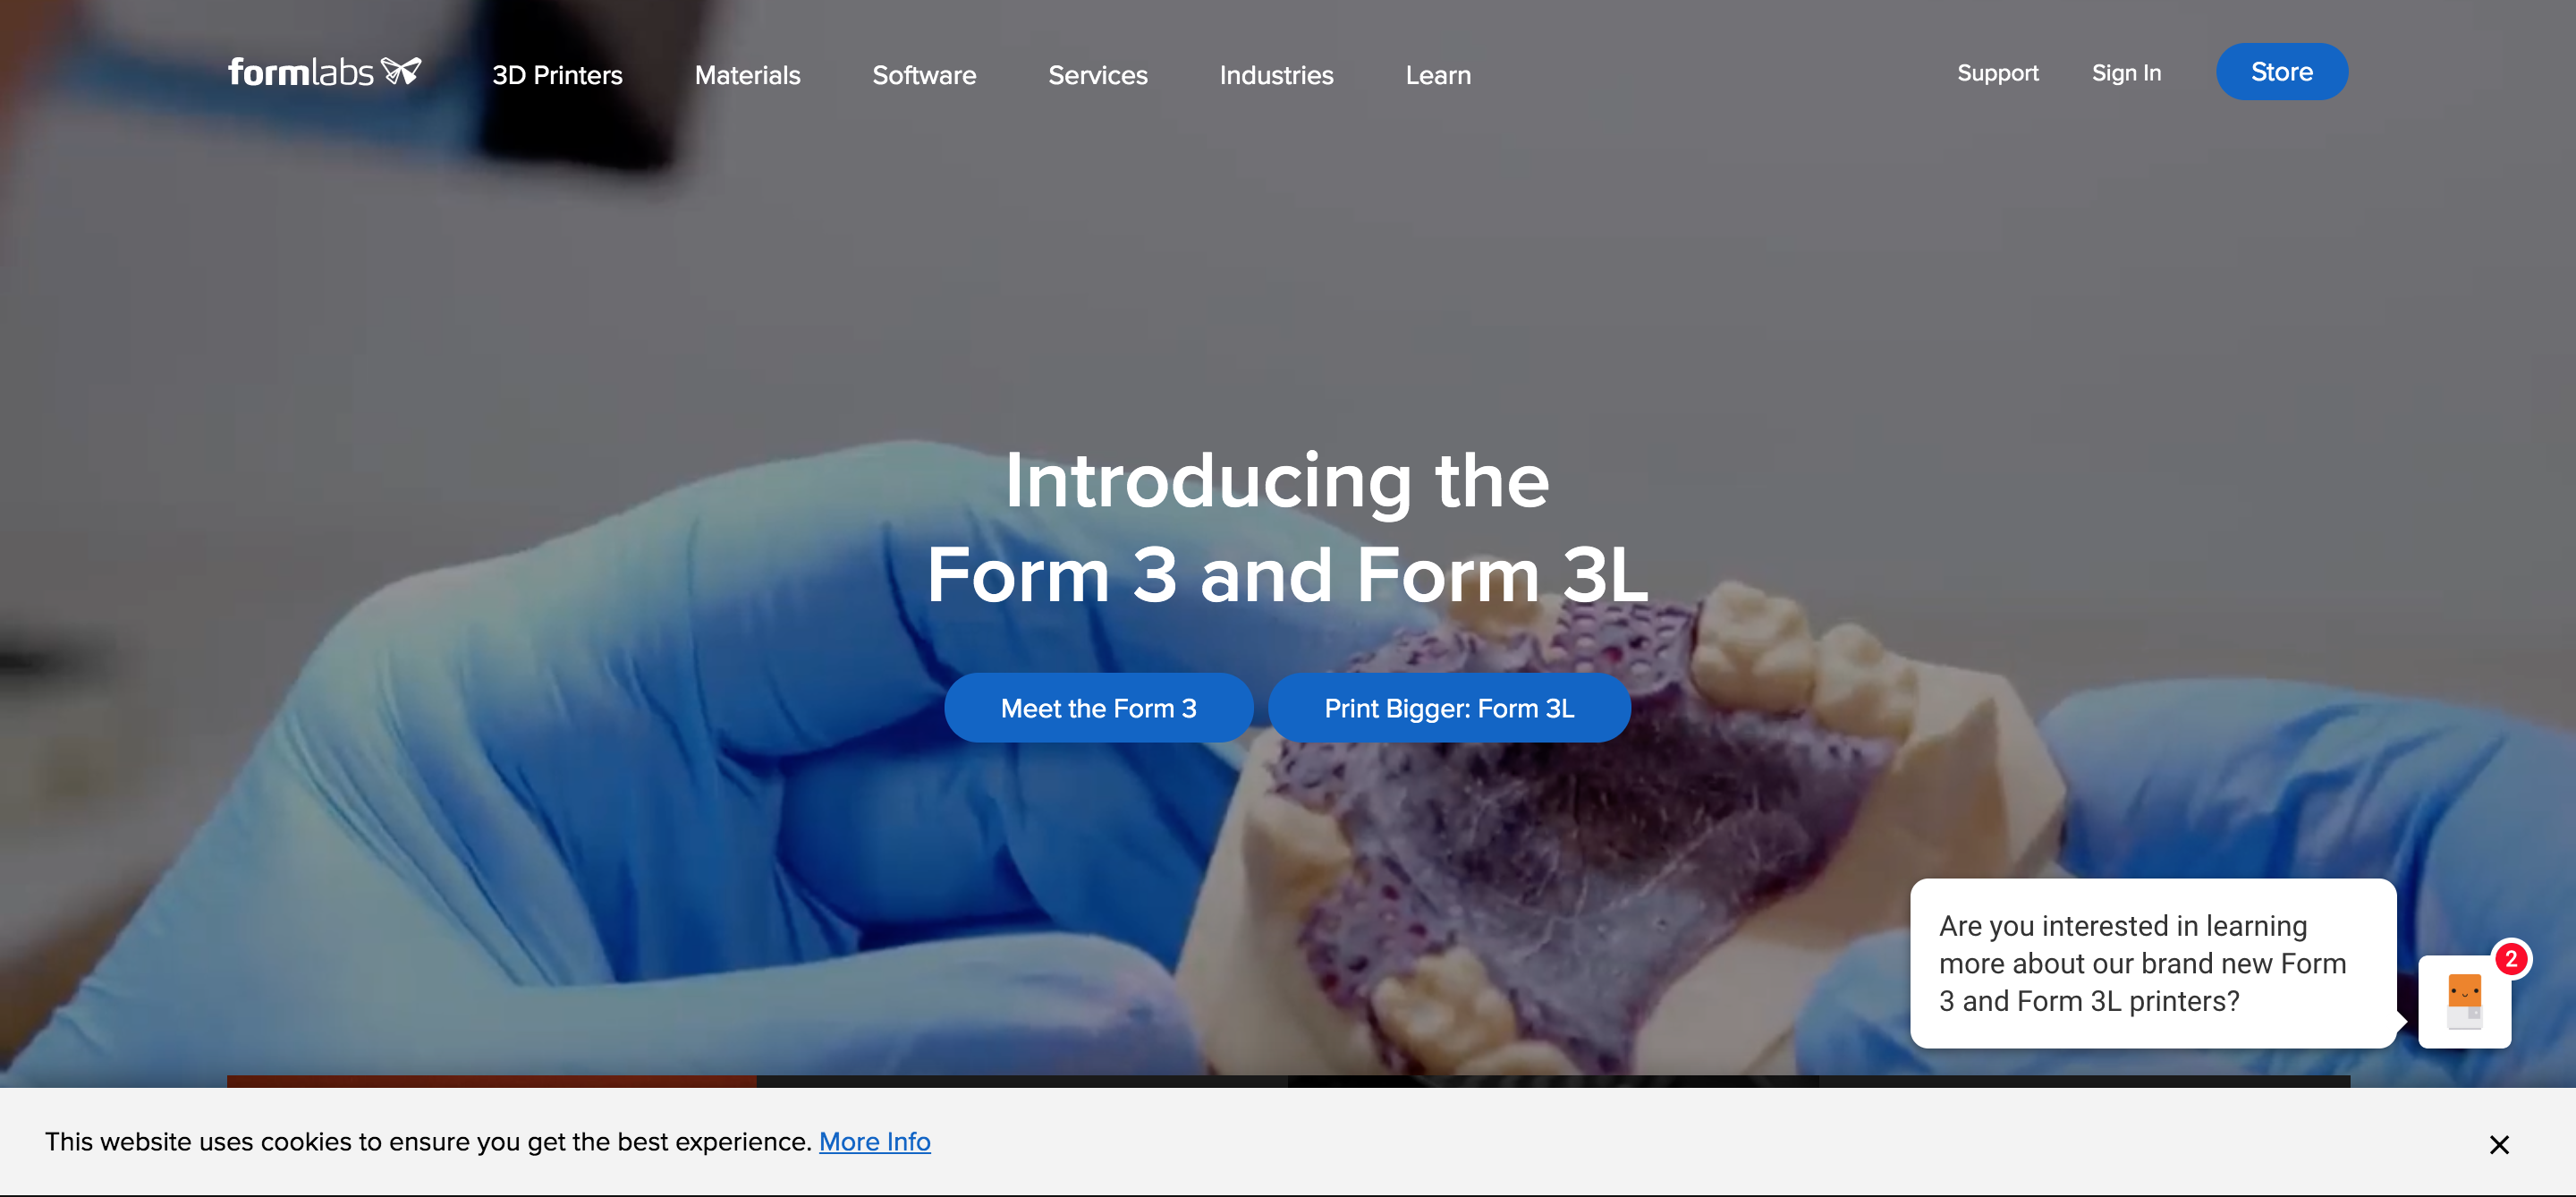 formlabs
3D Printers
Materials
Software
Services
Industries
Learn
Support
Sign In
Store
Introducing the
Form 3 and Form 3L
Meet the Form 3
Print Bigger: Form 3L
Are you interested in learning
more about our brand new Form
3 and Form 3L printers?
2
This website uses cookies to ensure you get the best experience. More Info